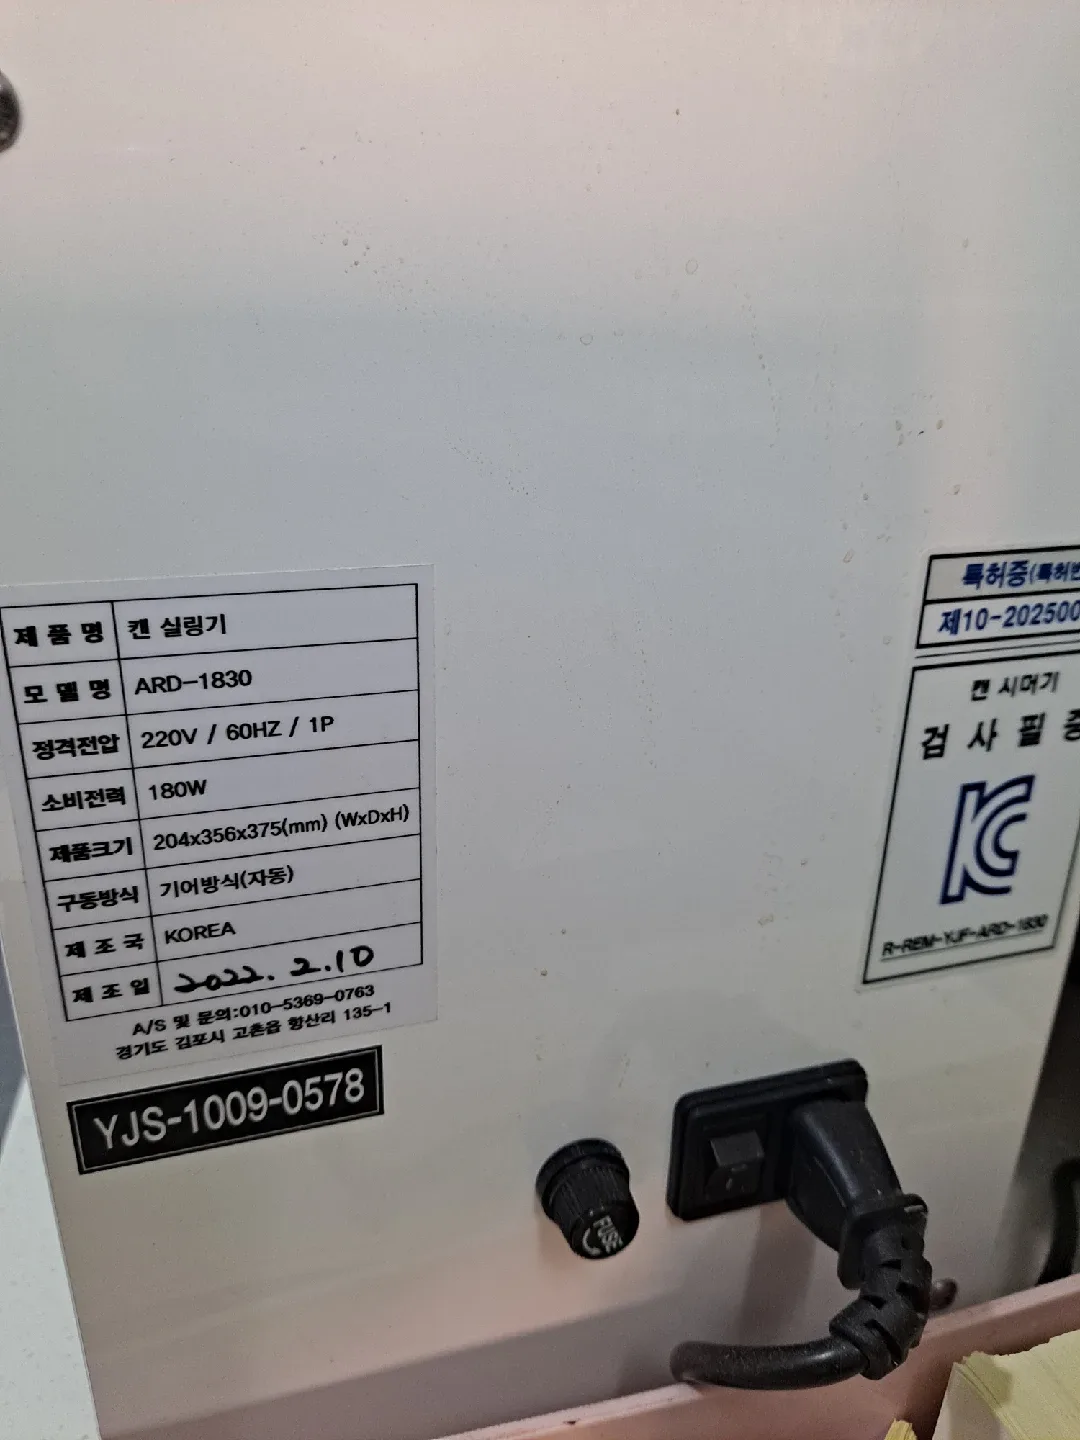 제품명 캔 실링기
모델명 ARD-1830
정격전압 220V / 60HZ / 1P
소비전력 180W
제품크기 204x356x375(mm) (WxDxH)
구동방식 기어방식(자동)
제조국 KOREA
제조일 2022. 2.10
A/S 및 문의:010-5369-0763
경기도 김포시 고촌읍 향산리 135-1
YJS-1009-0578
특허증(특허번
제10-202500
캔 시머기
검사필증
KC
R-REM-YJF-ARD-1830
FUSE